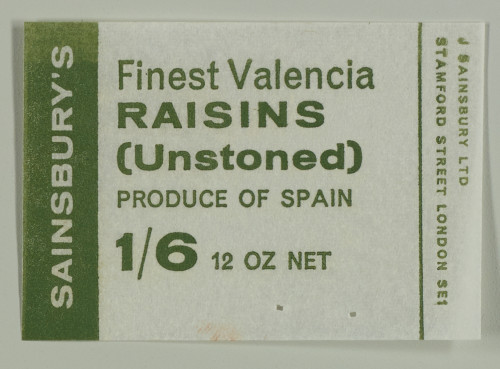 SAINSBURY'S
Finest Valencia
RAISINS
(Unstoned)
PRODUCE OF SPAIN
1/6 12 OZ NET
J SAINSBURY LTD
STAMFORD STREET LONDON SE1